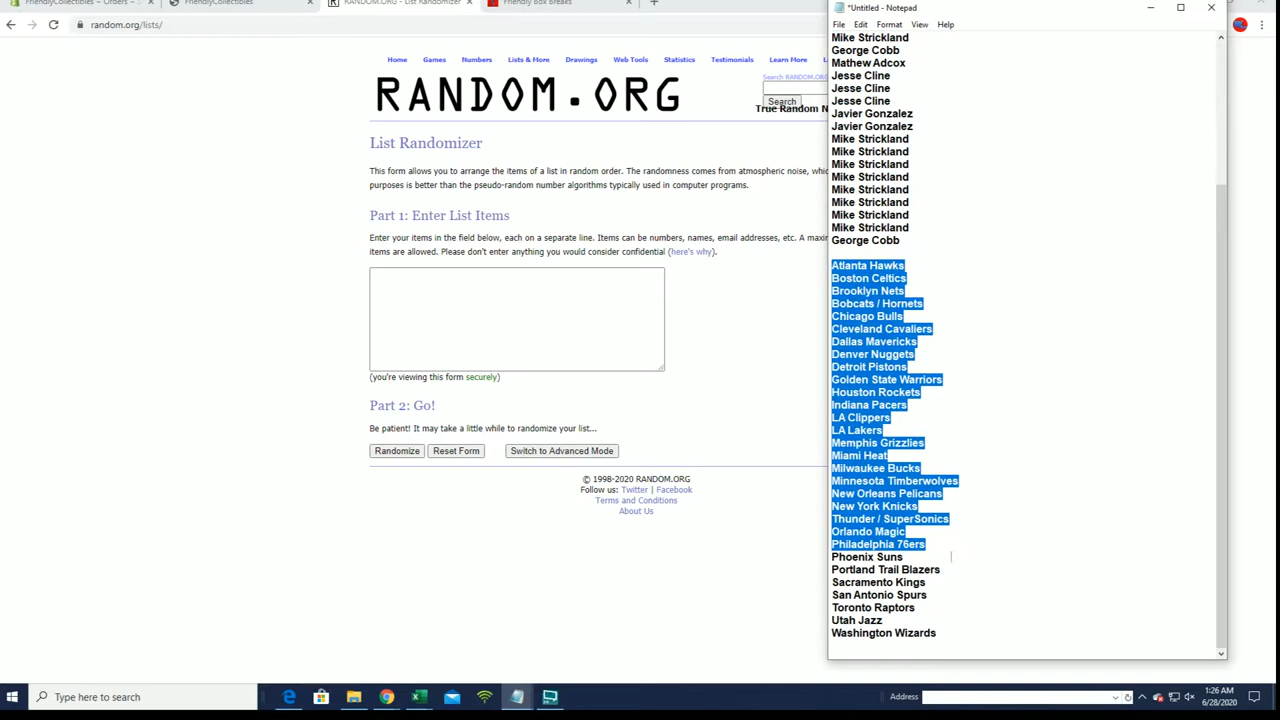 FriendlyCollectibles – Orders –
FriendlyCollectibles
RANDOM.ORG - List Randomizer
Friendly Box Breaks
random.org/lists/
Home Games Numbers Lists & More Drawings Web Tools Statistics Testimonials Learn More
Search RANDOM.ORG
RANDOM.ORG
Search
True Random
List Randomizer
This form allows you to arrange the items of a list in random order. The randomness comes from atmospheric noise,
purposes is better than the pseudo-random number algorithms typically used in computer programs.
Part 1: Enter List Items
Enter your items in the field below, each on a separate line. Items can be numbers, names, email addresses, etc. A
items are allowed. Please don't enter anything you would consider confidential (here's why).
(you're viewing this form securely)
Part 2: Go!
Be patient! It may take a little while to randomize your list...
Randomize Reset Form Switch to Advanced Mode
© 1998-2020 RANDOM.ORG
Follow us: Twitter | Facebook
Terms and Conditions
About Us
*Untitled - Notepad
File Edit Format View Help
Mike Strickland
George Cobb
Mathew Adcox
Jesse Cline
Jesse Cline
Jesse Cline
Javier Gonzalez
Javier Gonzalez
Mike Strickland
Mike Strickland
Mike Strickland
Mike Strickland
Mike Strickland
Mike Strickland
Mike Strickland
Mike Strickland
George Cobb
Atlanta Hawks
Boston Celtics
Brooklyn Nets
Bobcats / Hornets
Chicago Bulls
Cleveland Cavaliers
Dallas Mavericks
Denver Nuggets
Detroit Pistons
Golden State Warriors
Houston Rockets
Indiana Pacers
LA Clippers
LA Lakers
Memphis Grizzlies
Miami Heat
Milwaukee Bucks
Minnesota Timberwolves
New Orleans Pelicans
New York Knicks
Thunder / SuperSonics
Orlando Magic
Philadelphia 76ers
Phoenix Suns
Portland Trail Blazers
Sacramento Kings
San Antonio Spurs
Toronto Raptors
Utah Jazz
Washington Wizards
Type here to search
Address
1:26 AM
6/28/2020